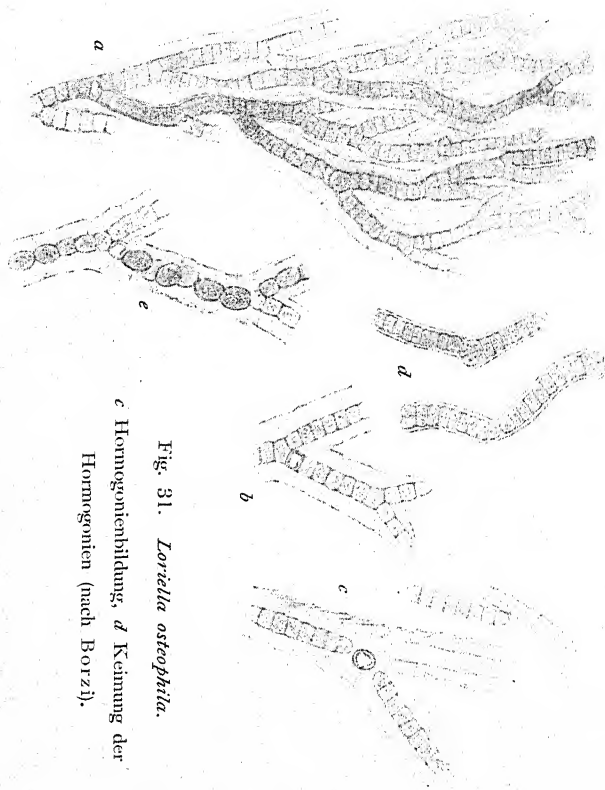 a
e
d
b
c
Fig. 31. Loriella osteophila.
c Hormogonienbildung, d Keimung der
Hormogonien (nach Borzi).